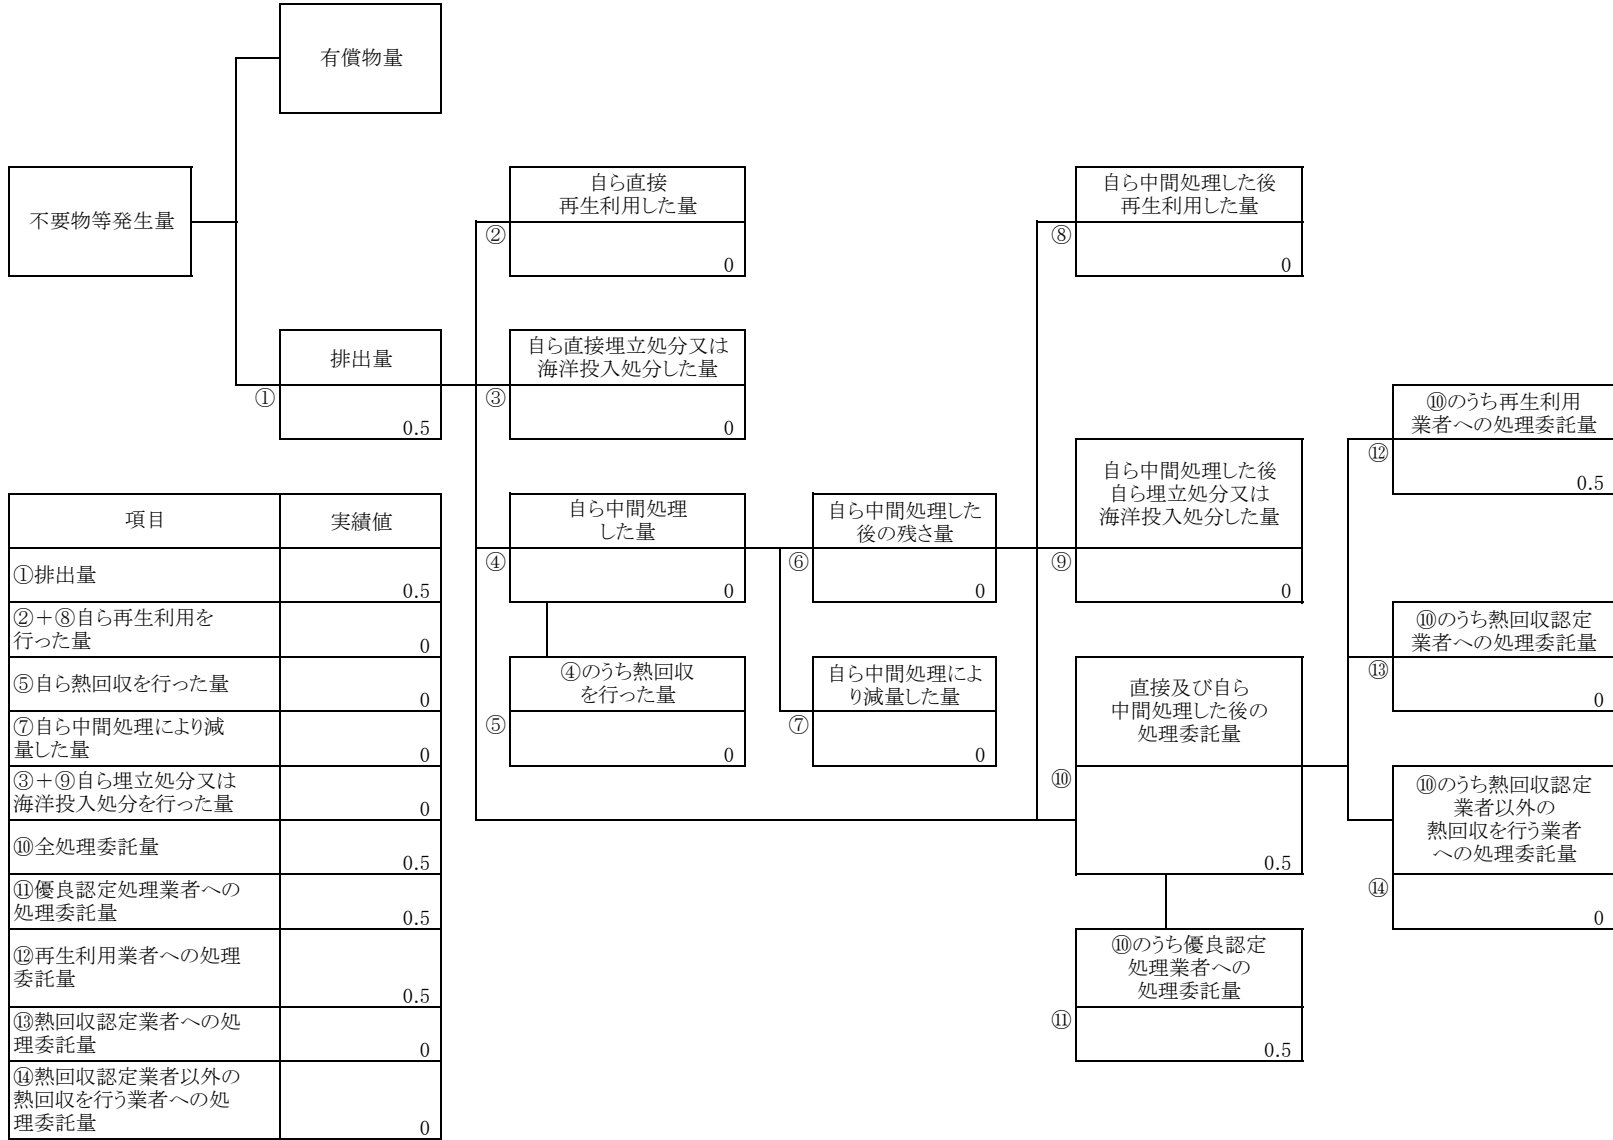 有償物量
不要物等発生量
排出量
①
0.5
自ら直接
再生利用した量
②
0
自ら直接埋立処分又は
海洋投入処分した量
③
0
自ら中間処理
した量
④
0
④のうち熱回収
を行った量
⑤
0
自ら中間処理した
後の残さ量
⑥
0
自ら中間処理によ
り減量した量
⑦
0
自ら中間処理した後
再生利用した量
⑧
0
自ら中間処理した後
自ら埋立処分又は
海洋投入処分した量
⑨
0
直接及び自ら
中間処理した後の
処理委託量
⑩
0.5
⑩のうち優良認定
処理業者への
処理委託量
⑪
0.5
⑩のうち再生利用
業者への処理委託量
⑫
0.5
⑩のうち熱回収認定
業者への処理委託量
⑬
0
⑩のうち熱回収認定
業者以外の
熱回収を行う業者
への処理委託量
⑭
0
項目 実績値
①排出量
0.5
②＋⑧自ら再生利用を
行った量
0
⑤自ら熱回収を行った量
0
⑦自ら中間処理により減
量した量
0
③＋⑨自ら埋立処分又は
海洋投入処分を行った量
0
⑩全処理委託量
0.5
⑪優良認定処理業者への
処理委託量
0.5
⑫再生利用業者への処理
委託量
0.5
⑬熱回収認定業者への処
理委託量
0
⑭熱回収認定業者以外の
熱回収を行う業者への処
理委託量
0